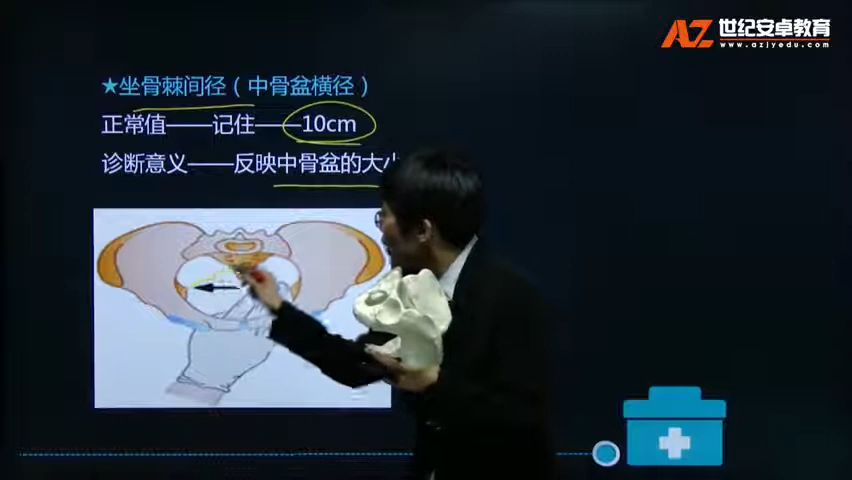 AZ 世纪安卓教育
www.azjyedu.com
★坐骨棘间径（中骨盆横径）
正常值——记住——10cm
诊断意义——反映中骨盆的大小